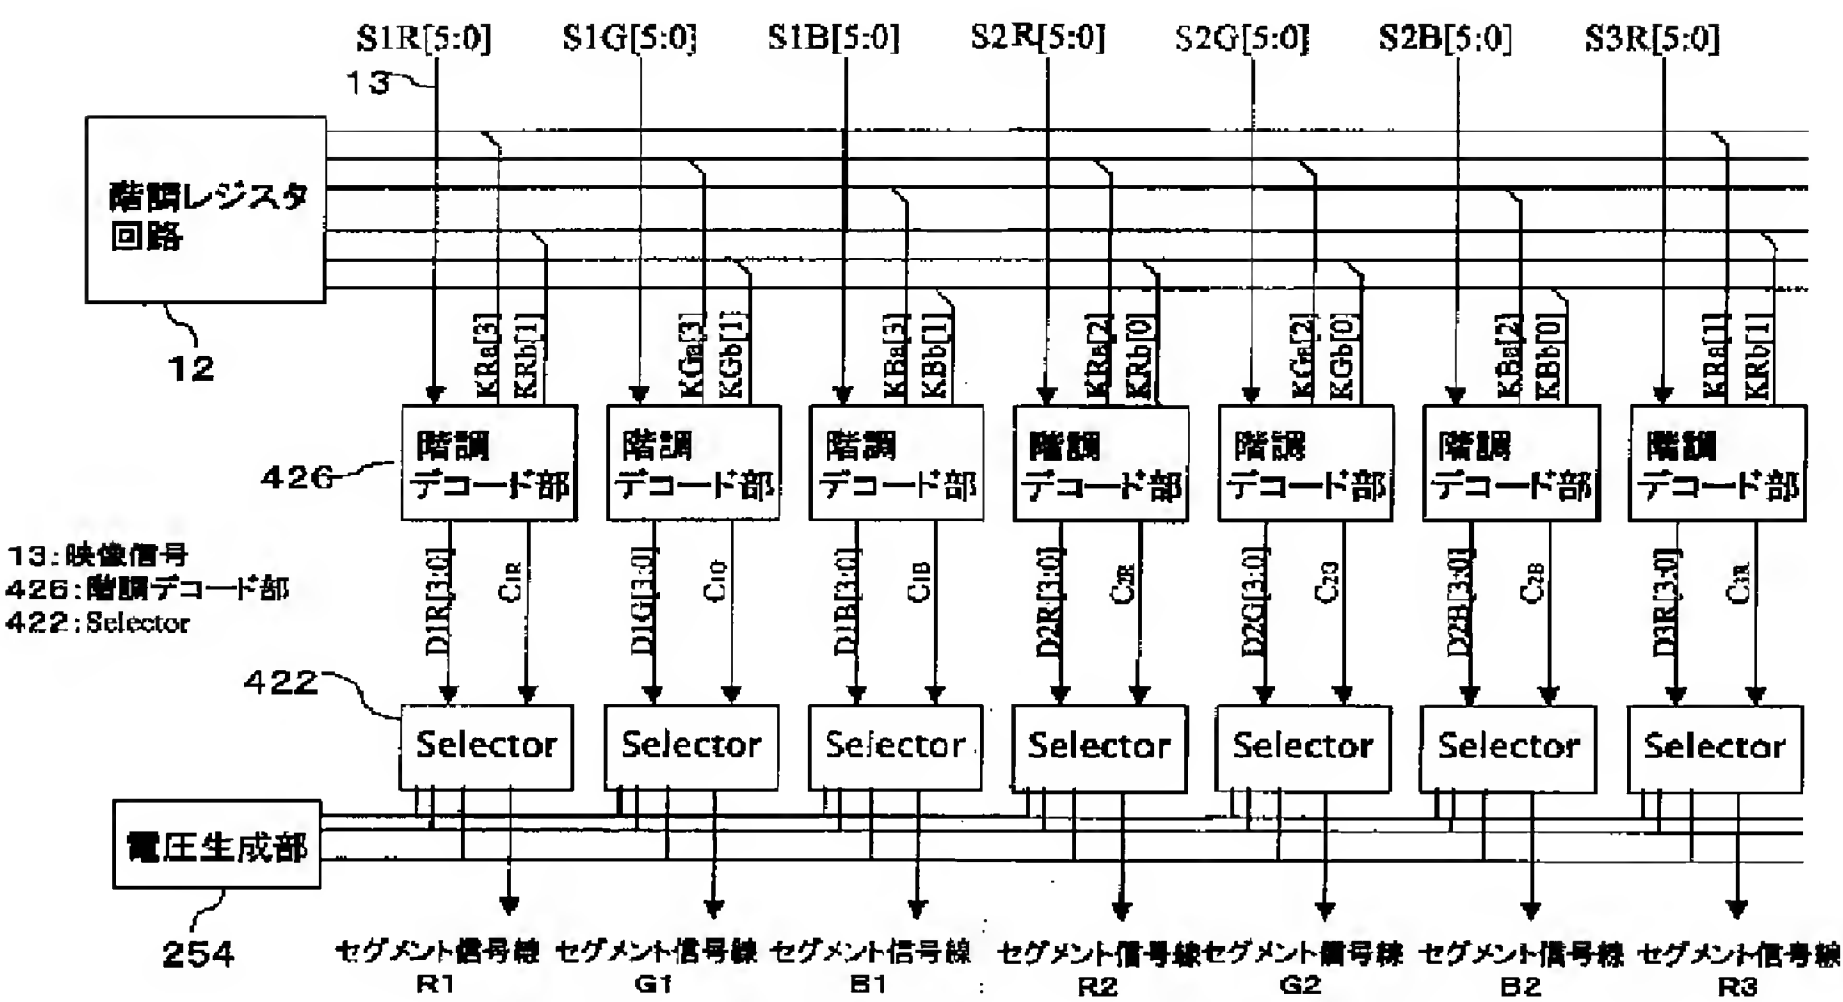 S1R[5:0] S1G[5:0] S1B[5:0] S2R[5:0] S2G[5:0] S2B[5:0] S3R[5:0]
13
階調レジスタ
回路
12
KRa[3] KRb[1] KGa[3] KGb[1] KBa[3] KBb[1] KRa[2] KRb[0] KGa[2] KGb[0] KBa[2] KBb[0] KRa[1] KRb[1]
階調 階調 階調 階調 階調 階調 階調
デコード部 デコード部 デコード部 デコード部 デコード部 デコード部 デコード部
426
13:映像信号
426:階調デコード部
422:Selector
D1R[3:0] C1R D1G[3:0] C1G D1B[3:0] C1B D2R[3:0] C2R D2G[3:0] C2G D2B[3:0] C2B D3R[3:0] C3R
422
Selector Selector Selector Selector Selector Selector Selector
電圧生成部
254
セグメント信号線 セグメント信号線 セグメント信号線 セグメント信号線 セグメント信号線 セグメント信号線 セグメント信号線
R1 G1 B1 R2 G2 B2 R3